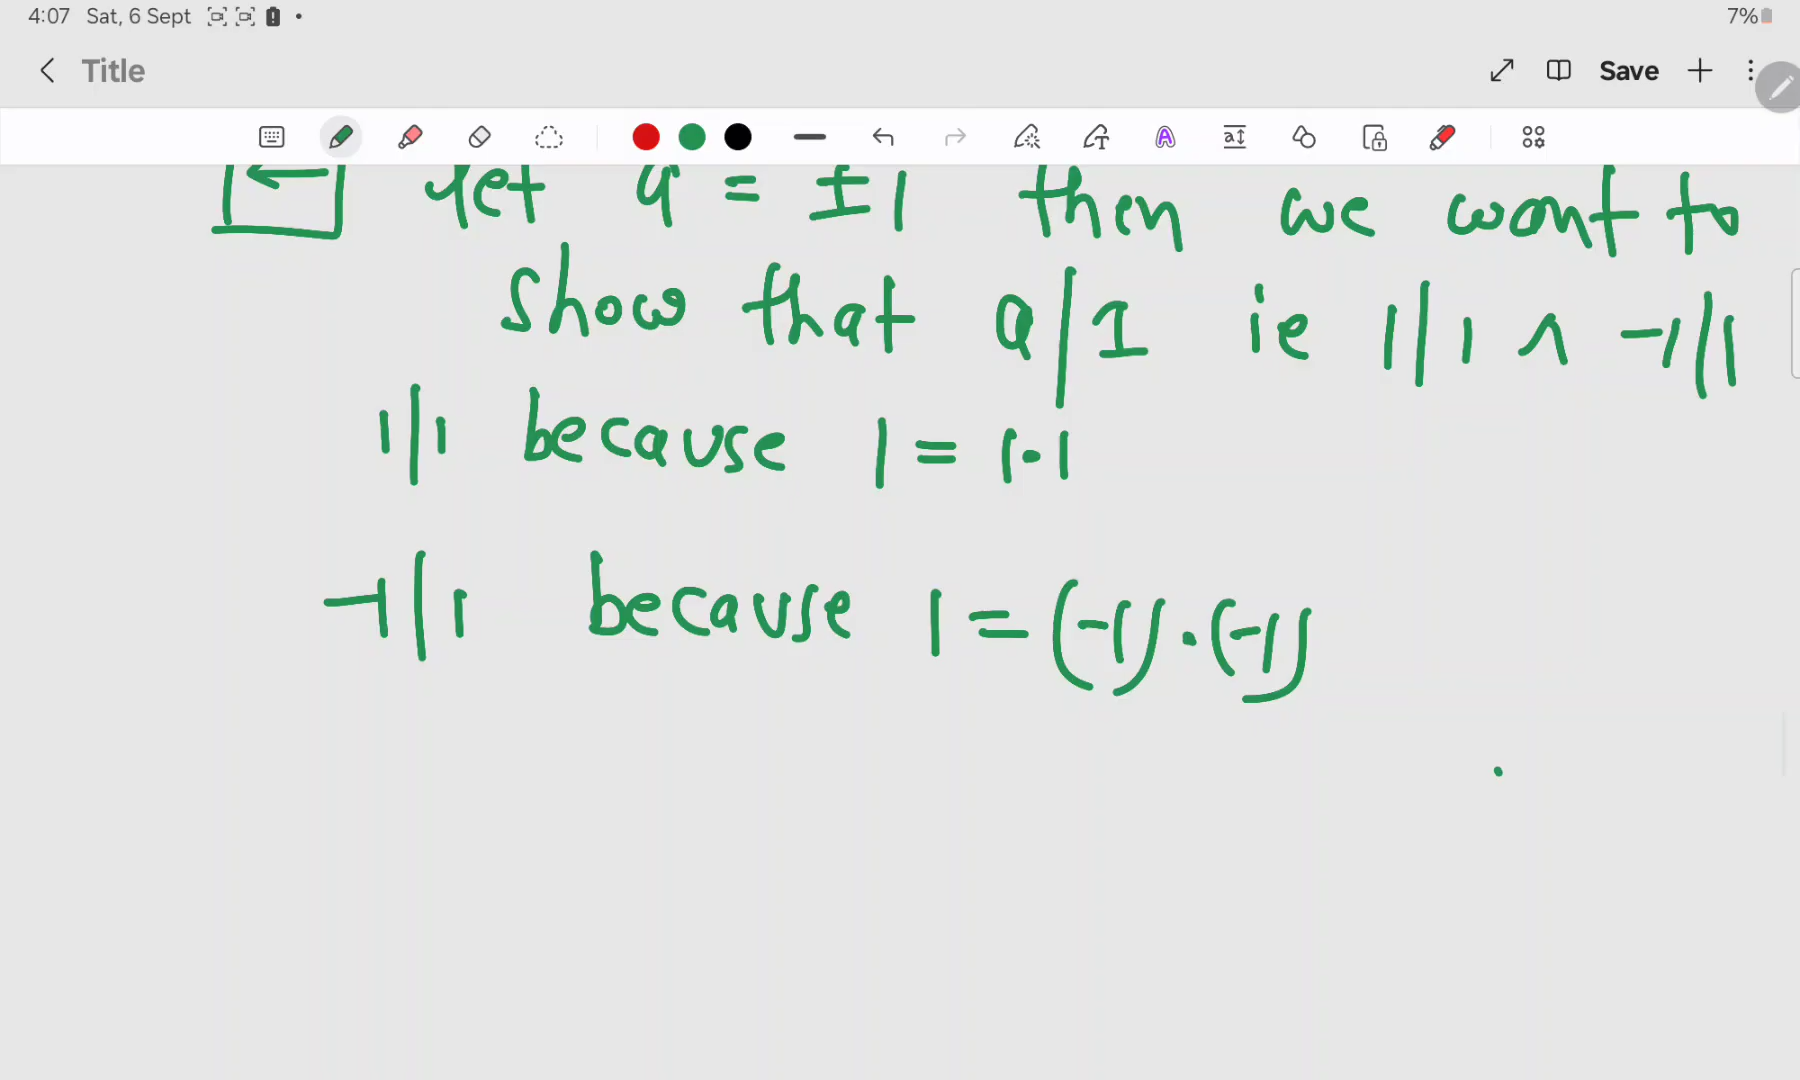 4:07 Sat, 6 Sept 7%
Title Save
let a = ±1 then we want to
show that a|1 ie 1|1 ∧ -1|1
1|1 because 1 = 1·1
-1|1 because 1 = (-1)·(-1)